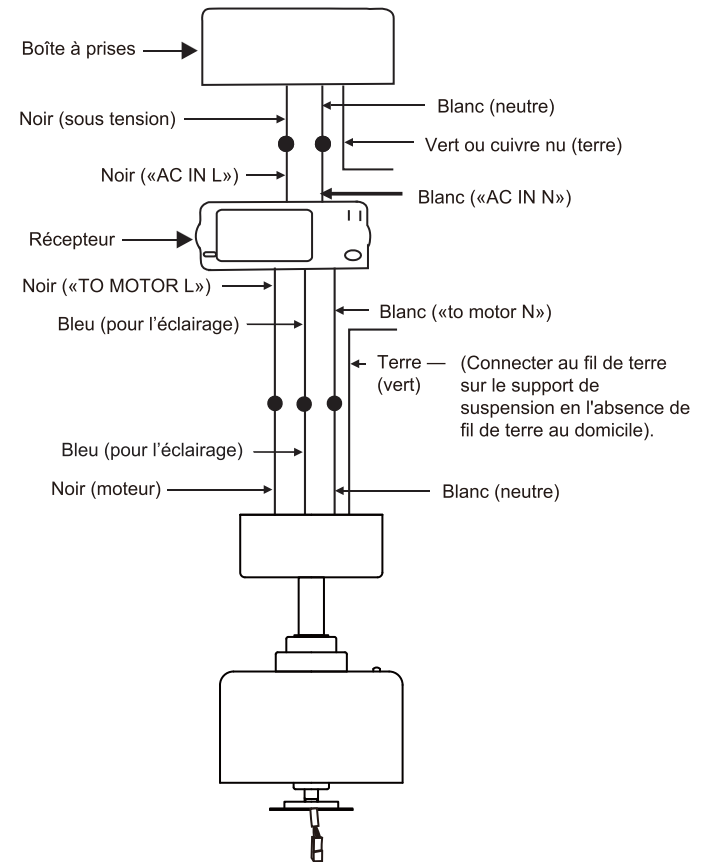 Boîte à prises
Blanc (neutre)
Noir (sous tension)
Vert ou cuivre nu (terre)
Noir («AC IN L»)
Blanc («AC IN N»)
Récepteur
Noir («TO MOTOR L»)
Blanc («to motor N»)
Bleu (pour l’éclairage)
Terre — (Connecter au fil de terre
(vert) sur le support de
suspension en l'absence de
fil de terre au domicile).
Bleu (pour l’éclairage)
Noir (moteur)
Blanc (neutre)